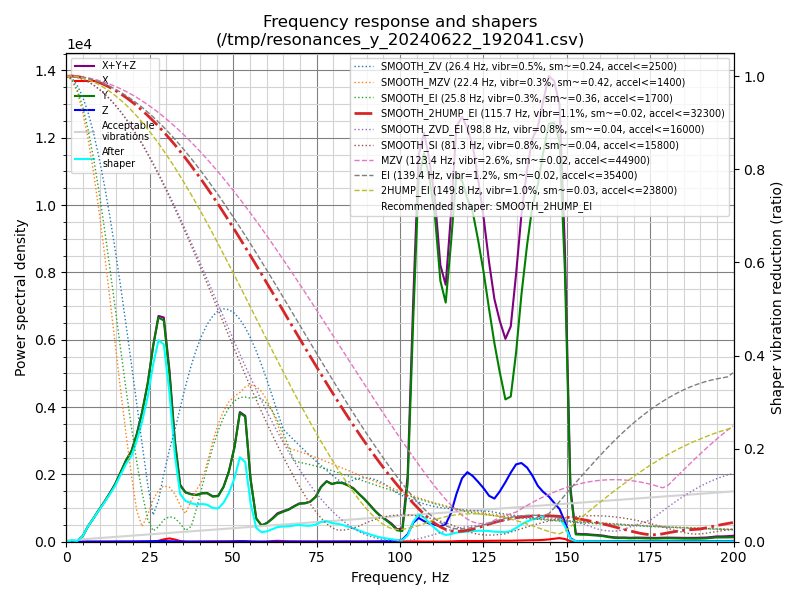 Frequency response and shapers
(/tmp/resonances_y_20240622_192041.csv)
1e4
X+Y+Z
X
Y
Z
Acceptable
vibrations
After
shaper
SMOOTH_ZV (26.4 Hz, vibr=0.5%, sm~=0.24, accel<=2500)
SMOOTH_MZV (22.4 Hz, vibr=0.3%, sm~=0.42, accel<=1400)
SMOOTH_EI (25.8 Hz, vibr=0.3%, sm~=0.36, accel<=1700)
SMOOTH_2HUMP_EI (115.7 Hz, vibr=1.1%, sm~=0.02, accel<=32300)
SMOOTH_ZVD_EI (98.8 Hz, vibr=0.8%, sm~=0.04, accel<=16000)
SMOOTH_SI (81.3 Hz, vibr=0.8%, sm~=0.04, accel<=15800)
MZV (123.4 Hz, vibr=2.6%, sm~=0.02, accel<=44900)
EI (139.4 Hz, vibr=1.2%, sm~=0.02, accel<=35400)
2HUMP_EI (149.8 Hz, vibr=1.0%, sm~=0.03, accel<=23800)
Recommended shaper: SMOOTH_2HUMP_EI
1.4
1.2
1.0
0.8
0.6
0.4
0.2
0.0
Power spectral density
1.0
0.8
0.6
0.4
0.2
0.0
Shaper vibration reduction (ratio)
0 25 50 75 100 125 150 175 200
Frequency, Hz